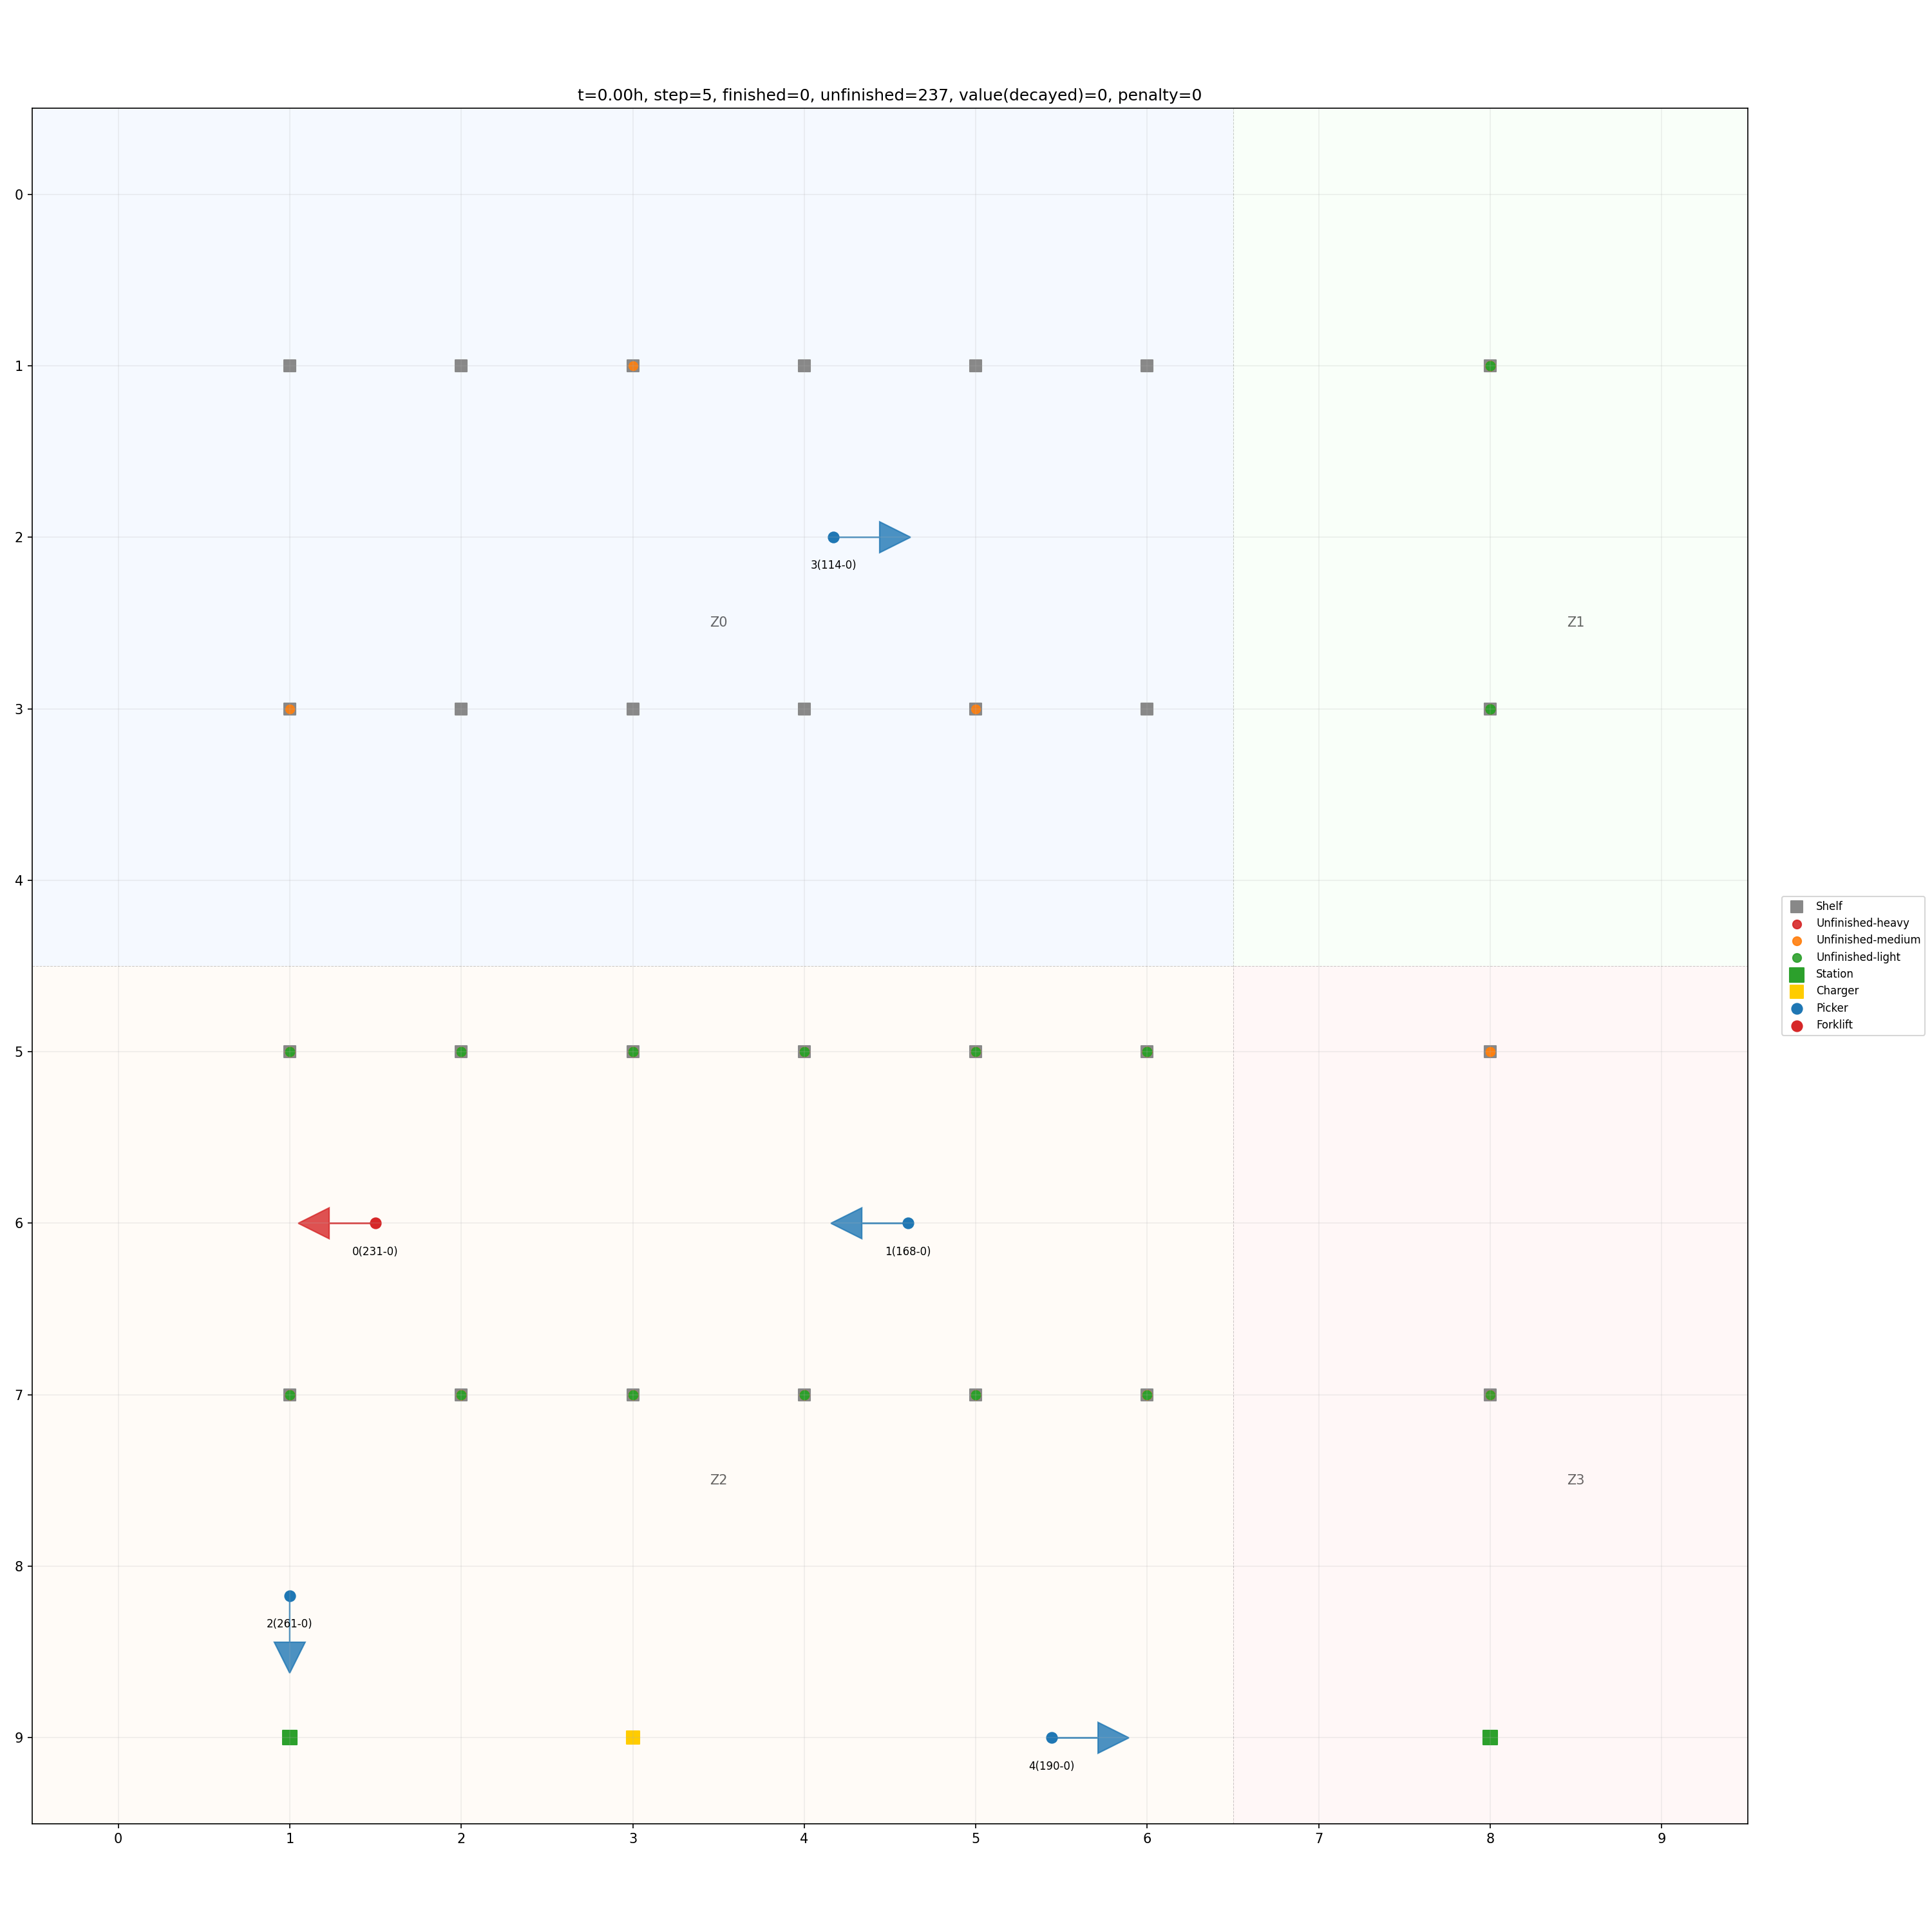 t=0.00h, step=5, finished=0, unfinished=237, value(decayed)=0, penalty=0
0
1
2
3(114-0)
Z0
Z1
3
4
Shelf
Unfinished-heavy
Unfinished-medium
Unfinished-light
Station
Charger
Picker
Forklift
5
6
0(231-0)
1(168-0)
7
Z2
Z3
8
2(261-0)
9
4(190-0)
0 1 2 3 4 5 6 7 8 9